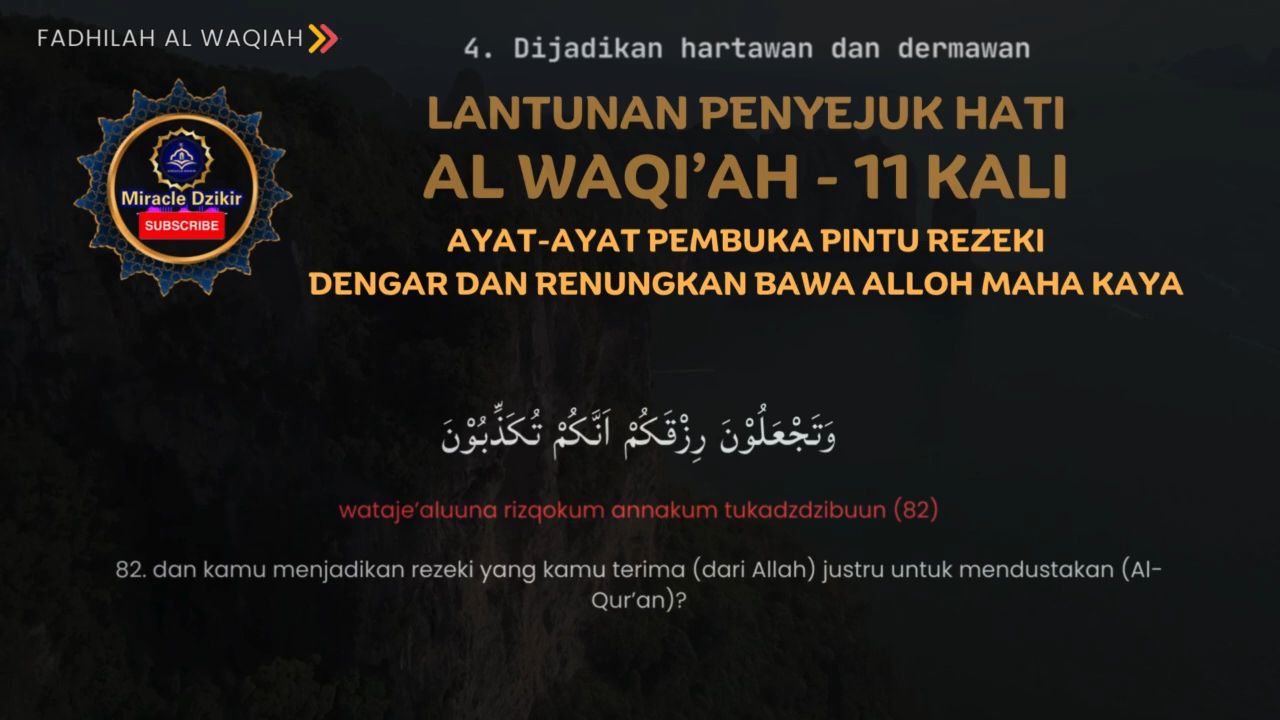 FADHILAH AL WAQIAH
4. Dijadikan hartawan dan dermawan
LANTUNAN PENYEJUK HATI
AL WAQI'AH - 11 KALI
AYAT-AYAT PEMBUKA PINTU REZEKI
DENGAR DAN RENUNGKAN BAWA ALLOH MAHA KAYA
Miracle Dzikir
SUBSCRIBE
وَتَجْعَلُوْنَ رِزْقَكُمْ اَنَّكُمْ تُكَذِّبُوْنَ
wataje'aluuna rizqokum annakum tukadzdzibuun (82)
82. dan kamu menjadikan rezeki yang kamu terima (dari Allah) justru untuk mendustakan (Al-
Qur'an)?